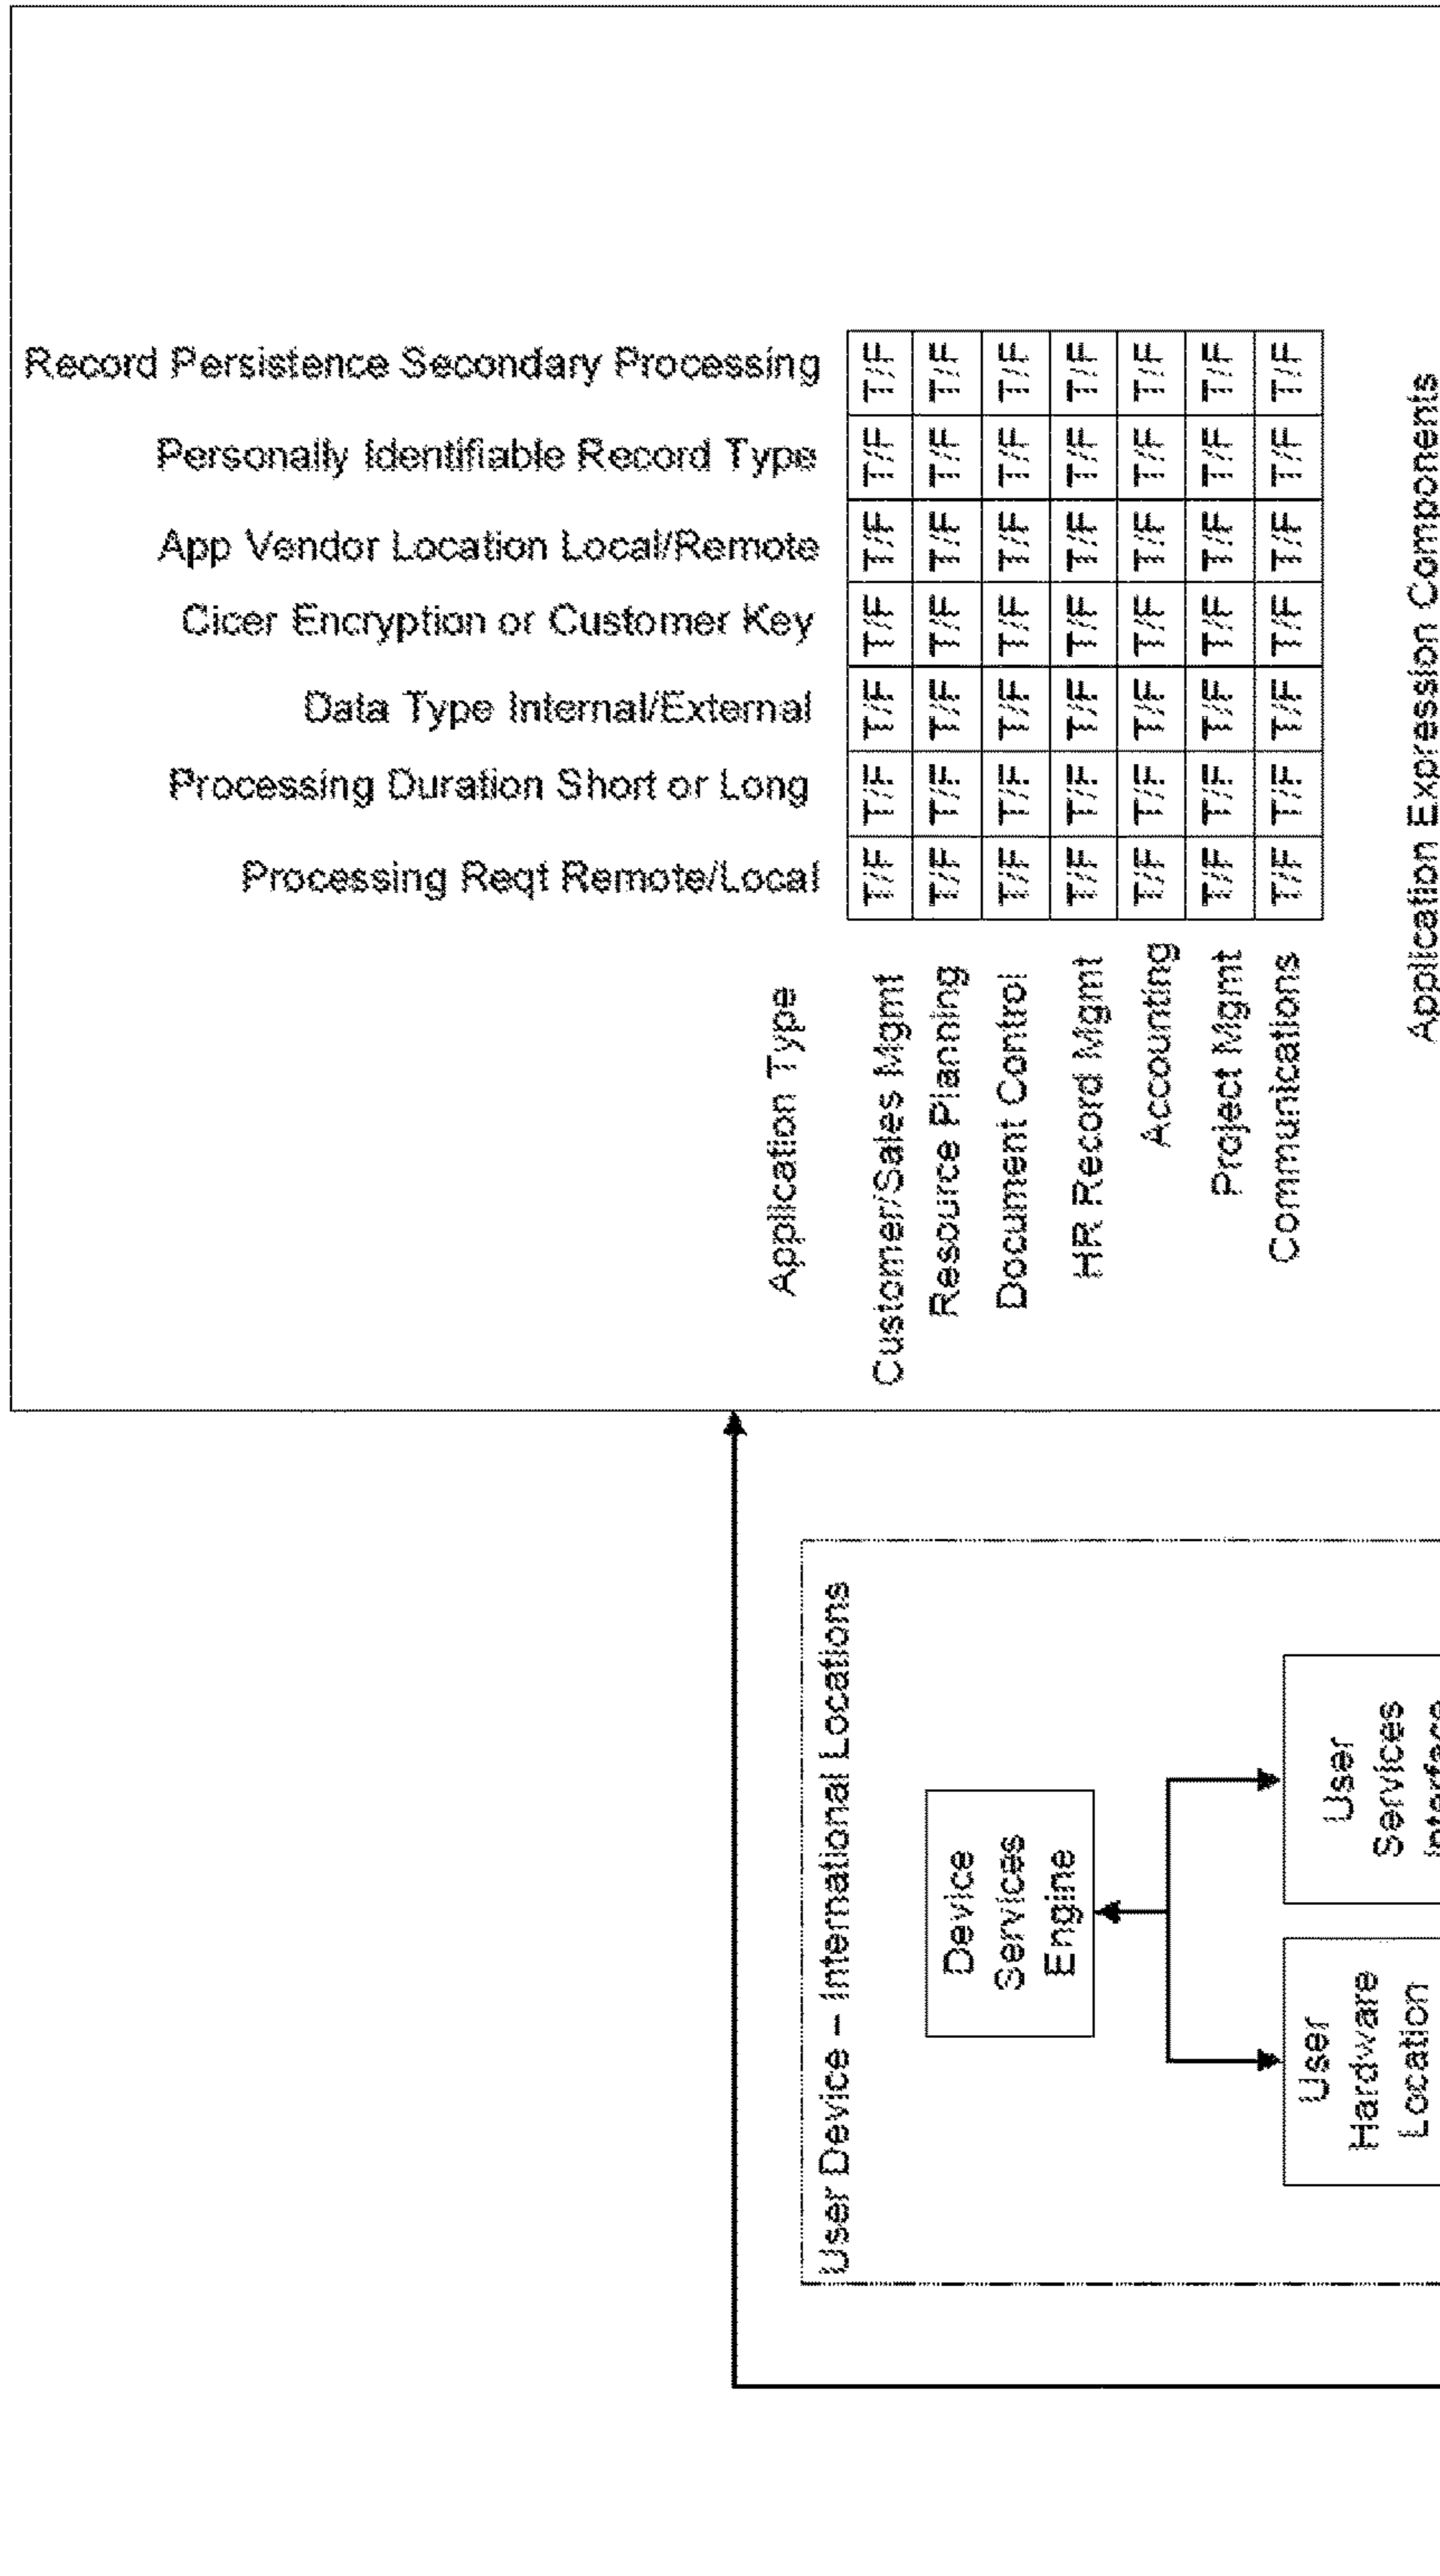 Record Persistence Secondary Processing
Personally Identifiable Record Type
App Vendor Location Local/Remote
Cicer Encryption or Customer Key
Data Type Internal/External
Processing Duration Short or Long
Processing Reqt Remote/Local
Application Type
Customer/Sales Mgmt T/F T/F T/F T/F T/F T/F T/F
Resource Planning T/F T/F T/F T/F T/F T/F T/F
Document Control T/F T/F T/F T/F T/F T/F T/F
HR Record Mgmt T/F T/F T/F T/F T/F T/F T/F
Accounting T/F T/F T/F T/F T/F T/F T/F
Project Mgmt T/F T/F T/F T/F T/F T/F T/F
Communications T/F T/F T/F T/F T/F T/F T/F
Application Expression Components
User Device – International Locations
Device
Services
Engine
User
Services
Interface
User
Hardware
Location